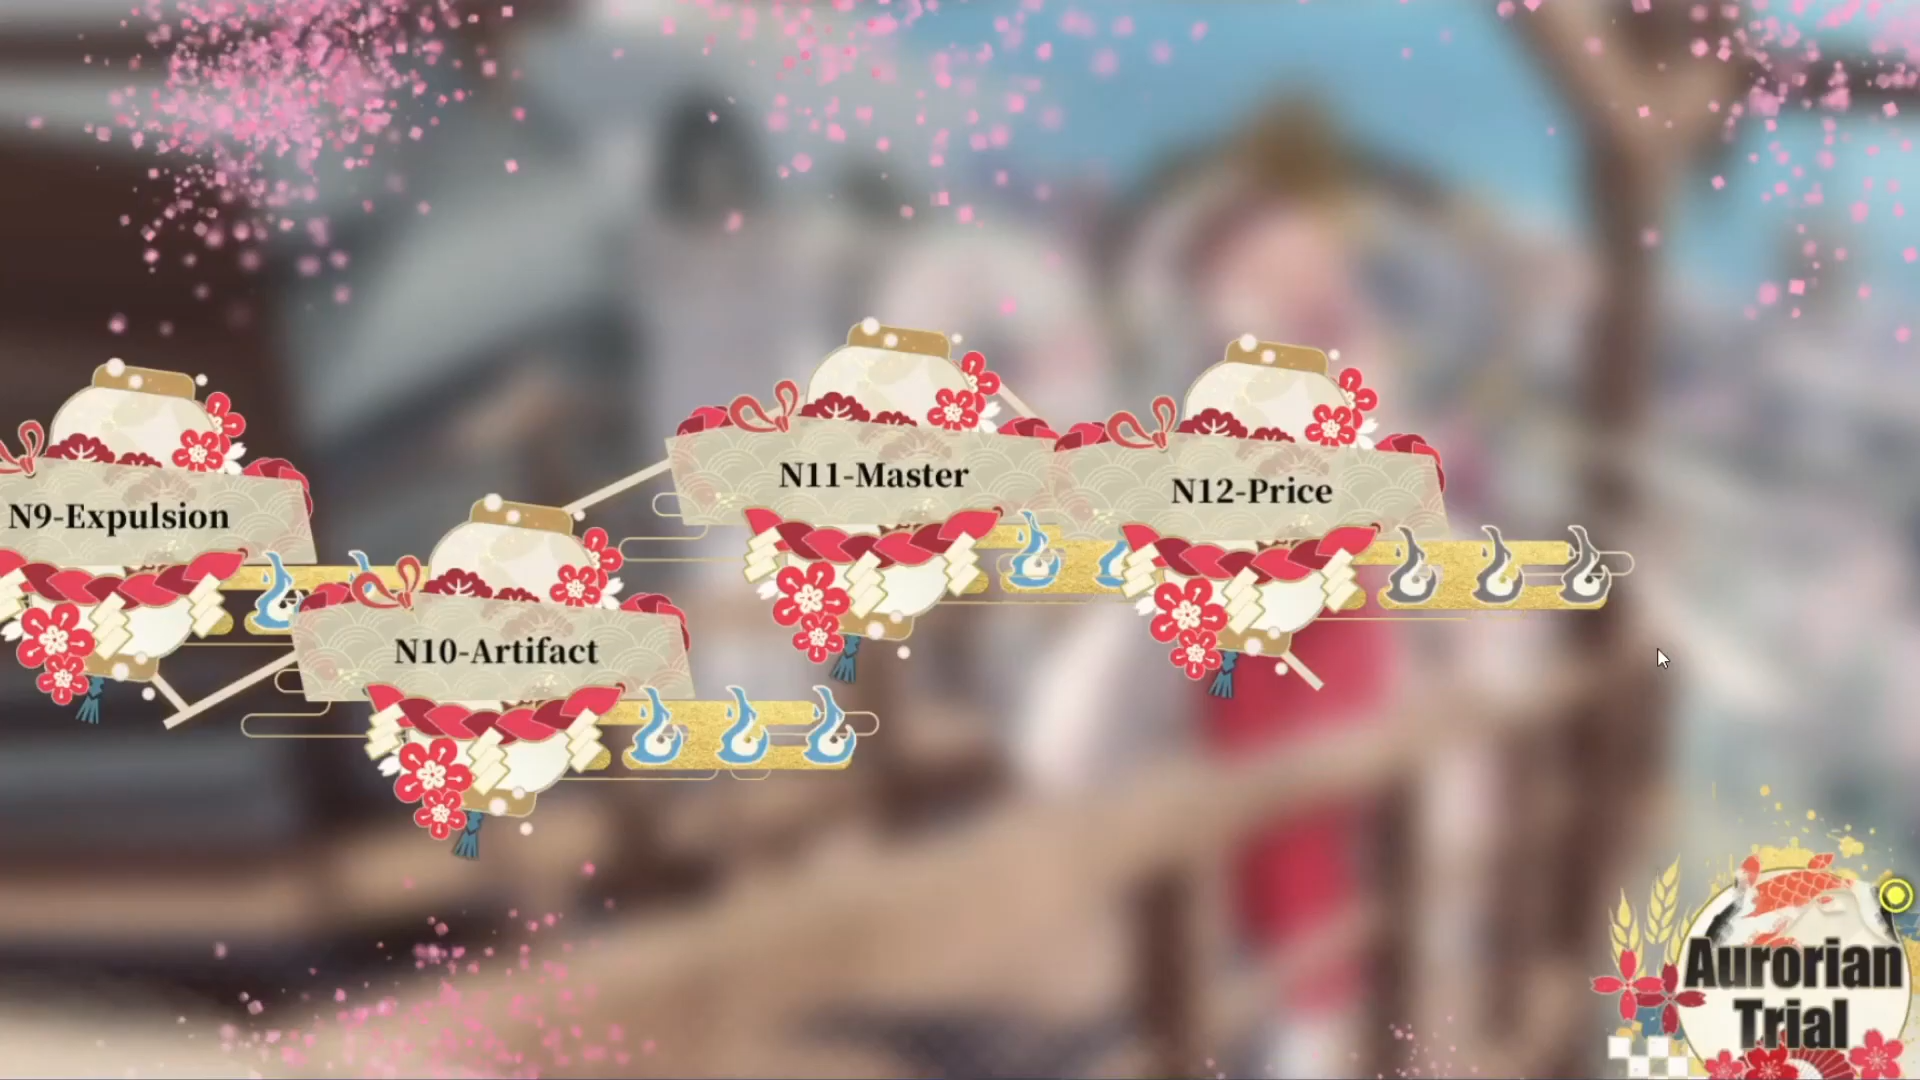 N9-Expulsion
N10-Artifact
N11-Master
N12-Price
Aurorian
Trial